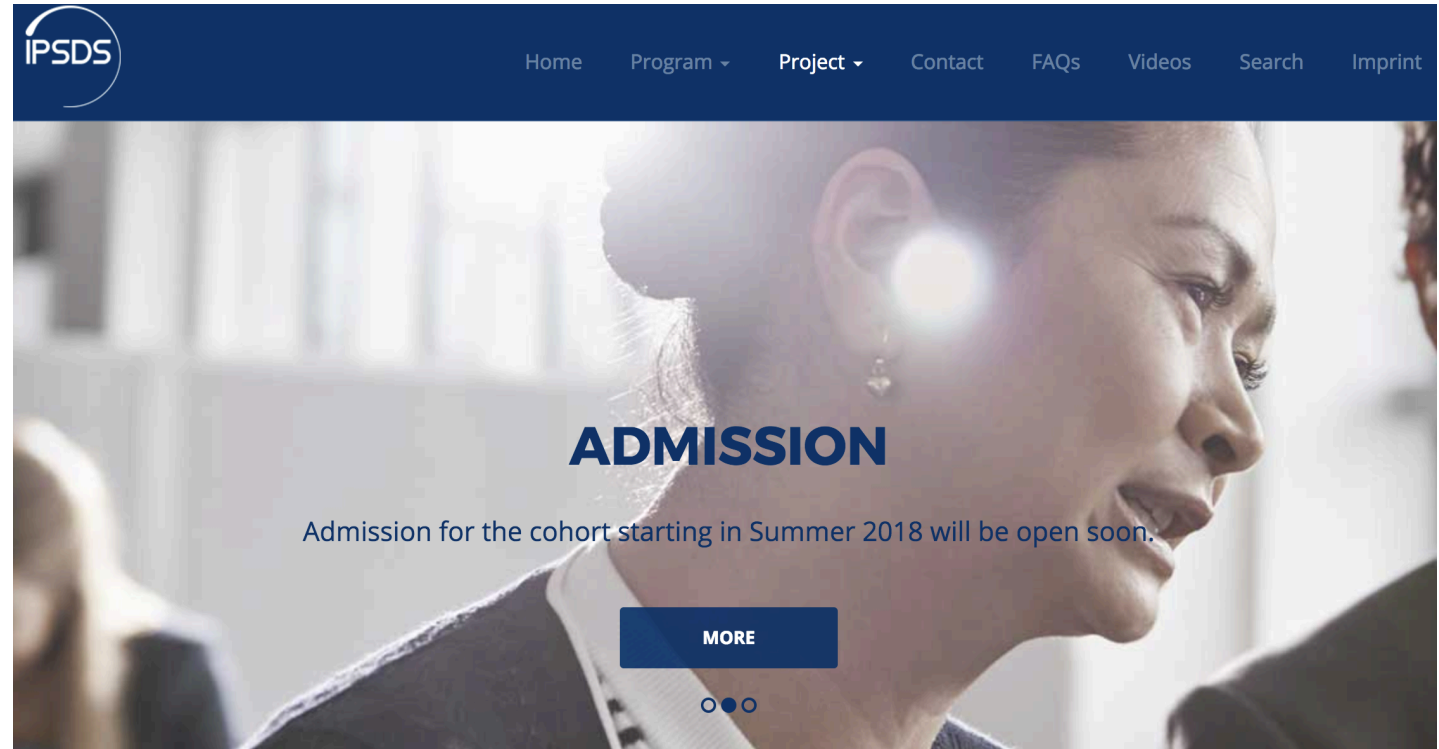 IPSDS
Home Program Project Contact FAQs Videos Search Imprint
ADMISSION
Admission for the cohort starting in Summer 2018 will be open soon.
MORE